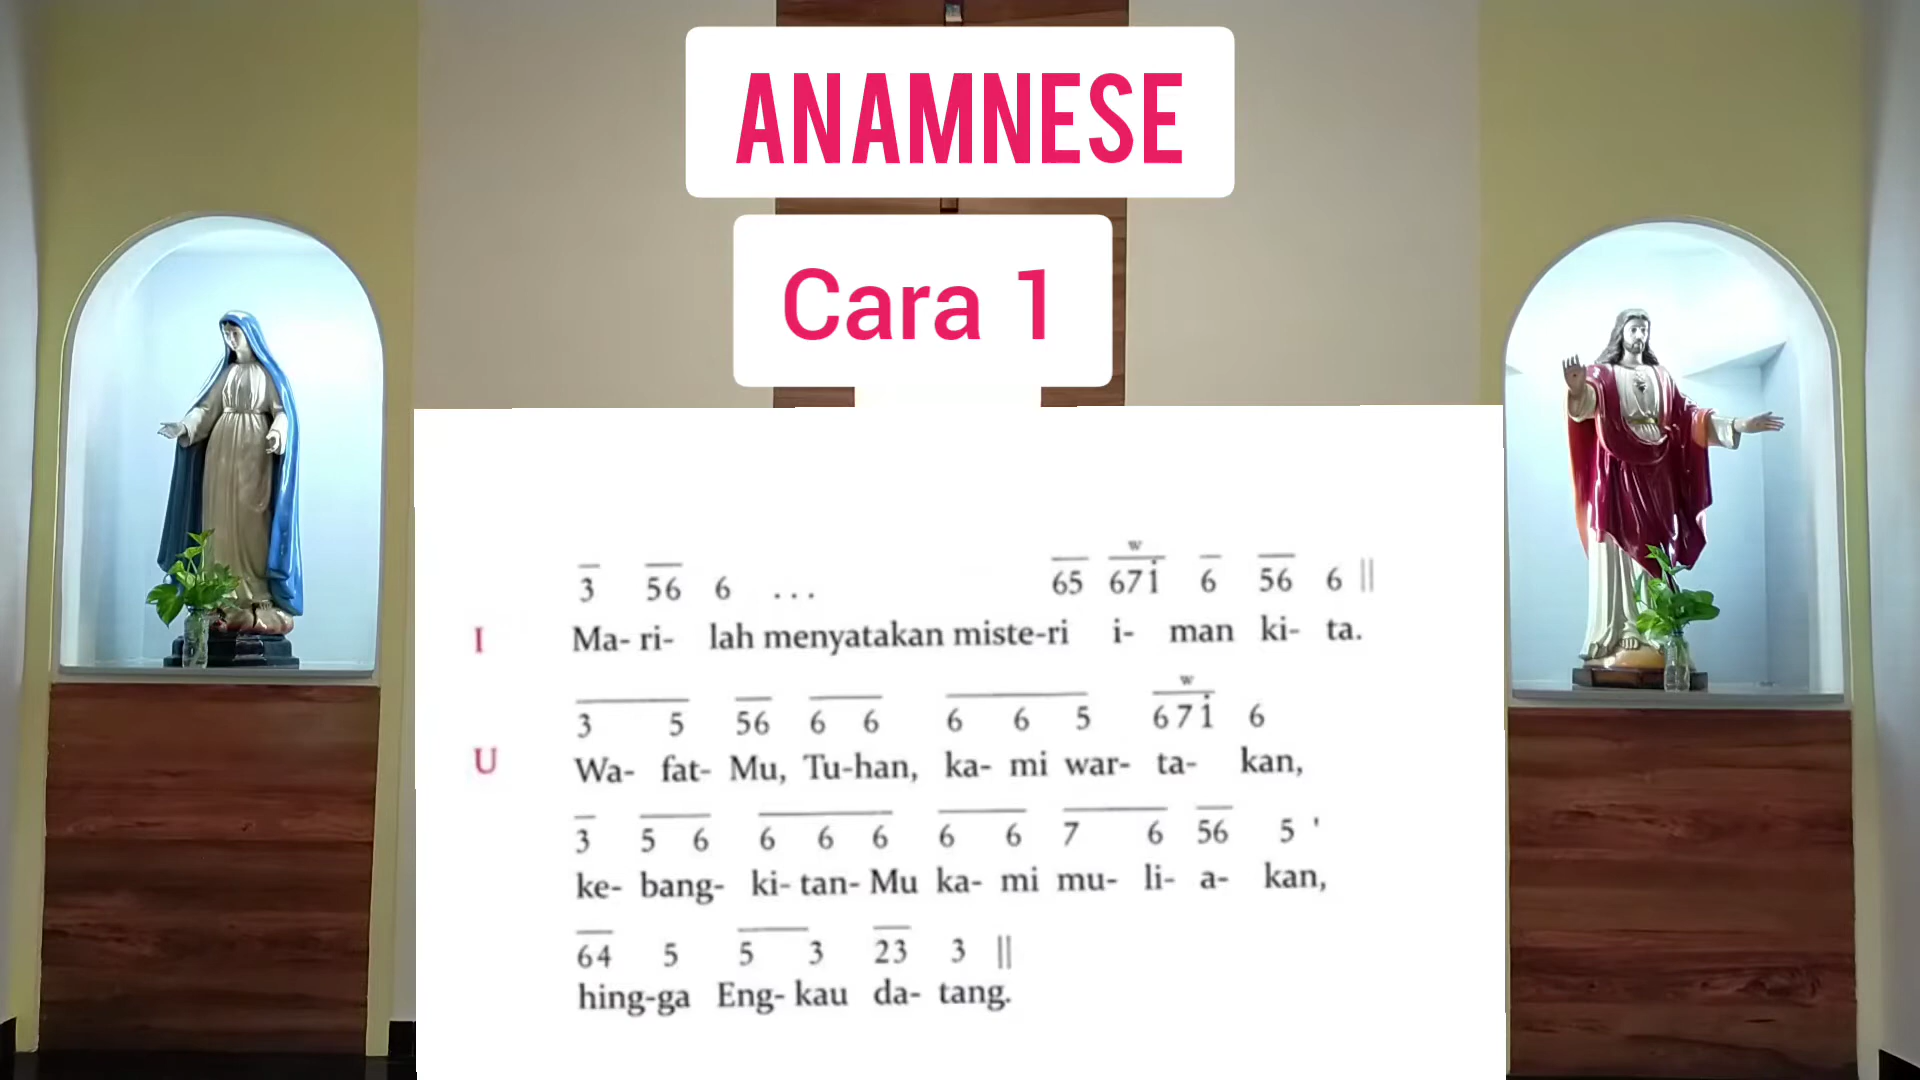 ANAMNESE
Cara 1
3 56 6 ... 65 671̇ 6 56 6 ||
w
I Ma- ri- lah menyatakan miste-ri i- man ki- ta.
3 5 56 6 6 6 6 5 671̇ 6
w
U Wa- fat- Mu, Tu-han, ka- mi war- ta- kan,
3 5 6 6 6 6 6 6 7 6 56 5 '
ke- bang- ki- tan- Mu ka- mi mu- li- a- kan,
64 5 5 3 23 3 ||
hing-ga Eng- kau da- tang.